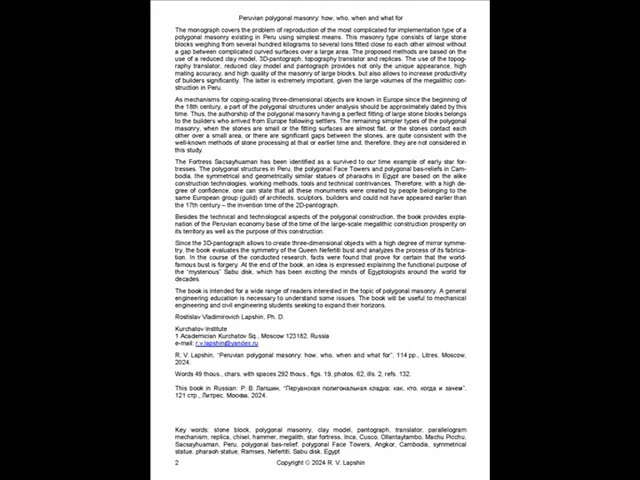 Peruvian polygonal masonry: how, who, when and what for
The monograph covers the problem of reproduction of the most complicated for implementation type of a
polygonal masonry existing in Peru using simplest means. This masonry type consists of large stone
blocks weighing from several hundred kilograms to several tons fitted close to each other almost without
a gap between complicated curved surfaces over a large area. The proposed methods are based on the
use of a reduced clay model, 3D-pantograph, topography translator and replicas. The use of the topog-
raphy translator, reduced clay model and pantograph provides not only the unique appearance, high
mating accuracy, and high quality of the masonry of large blocks, but also allows to increase productivity
of builders significantly. The latter is extremely important, given the large volumes of the megalithic con-
struction in Peru.
As mechanisms for coping-scaling three-dimensional objects are known in Europe since the beginning of
the 18th century, a part of the polygonal structures under analysis should be approximately dated by this
time. Thus, the authorship of the polygonal masonry having a perfect fitting of large stone blocks belongs
to the builders who arrived from Europe following settlers. The remaining simpler types of the polygonal
masonry, when the stones are small or the fitting surfaces are almost flat, or the stones contact each
other over a small area, or there are significant gaps between the stones, are quite consistent with the
well-known methods of stone processing at that or earlier time and, therefore, they are not considered in
this study.
The Fortress Sacsayhuaman has been identified as a survived to our time example of early star for-
tresses. The polygonal structures in Peru, the polygonal Face Towers and polygonal bas-reliefs in Cam-
bodia, the symmetrical and geometrically similar statues of pharaohs in Egypt are based on the alike
construction technologies, working methods, tools and technical contrivances. Therefore, with a high de-
gree of confidence, one can state that all these monuments were created by people belonging to the
same European group (guild) of architects, sculptors, builders and could not have appeared earlier than
the 17th century – the invention time of the 2D-pantograph.
Besides the technical and technological aspects of the polygonal construction, the book provides expla-
nation of the Peruvian economy base of the time of the large-scale megalithic construction prosperity on
its territory as well as the purpose of this construction.
Since the 3D-pantograph allows to create three-dimensional objects with a high degree of mirror symme-
try, the book evaluates the symmetry of the Queen Nefertiti bust and analyzes the process of its fabrica-
tion. In the course of the conducted research, facts were found that prove for certain that the world-
famous bust is forgery. At the end of the book, an idea is expressed explaining the functional purpose of
the "mysterious" Sabu disk, which has been exciting the minds of Egyptologists around the world for
decades.
The book is intended for a wide range of readers interested in the topic of polygonal masonry. A general
engineering education is necessary to understand some issues. The book will be useful to mechanical
engineering and civil engineering students seeking to expand their horizons.
Rostislav Vladimirovich Lapshin, Ph. D.
Kurchatov Institute
1 Academician Kurchatov Sq., Moscow 123182, Russia
e-mail: r.v.lapshin@yandex.ru
R. V. Lapshin, "Peruvian polygonal masonry: how, who, when and what for", 114 pp., Litres, Moscow,
2024.
Words 49 thous., chars. with spaces 292 thous., figs. 19, photos. 62, ills. 2, refs. 132.
This book in Russian: Р. В. Лапшин, "Перуанская полигональная кладка: как, кто, когда и зачем",
121 стр., Литрес, Москва, 2024.
Key words: stone block, polygonal masonry, clay model, pantograph, translator, parallelogram
mechanism, replica, chisel, hammer, megalith, star fortress, Inca, Cusco, Ollantaytambo, Machu Picchu,
Sacsayhuaman, Peru, polygonal bas-relief, polygonal Face Towers, Angkor, Cambodia, symmetrical
statue, pharaoh statue, Ramses, Nefertiti, Sabu disk, Egypt
2 Copyright © 2024 R. V. Lapshin